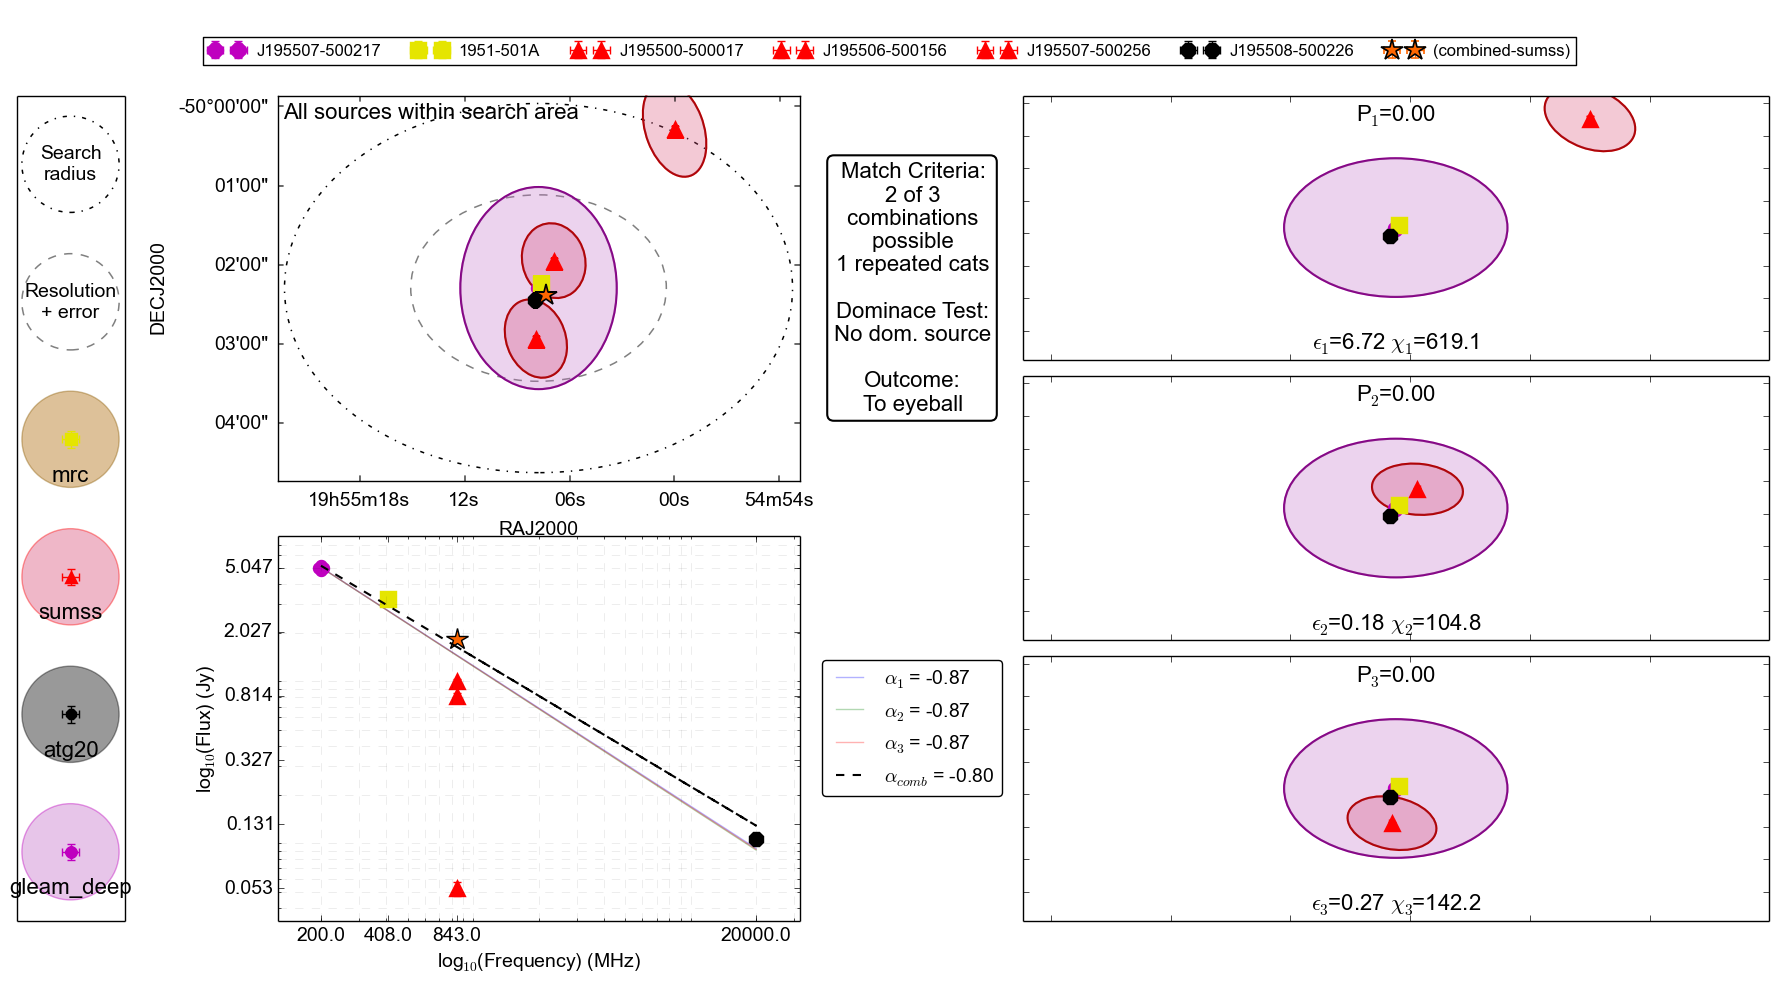 J195507-500217
1951-501A
J195500-500017
J195506-500156
J195507-500256
J195508-500226
(combined-sumss)
Search
radius
Resolution
+ error
mrc
sumss
atg20
gleam_deep
All sources within search area
DECJ2000
-50°00'00"
01'00"
02'00"
03'00"
04'00"
19h55m18s
12s
06s
00s
54m54s
RAJ2000
Match Criteria:
2 of 3
combinations
possible
1 repeated cats
Dominace Test:
No dom. source
Outcome:
To eyeball
log₁₀(Flux) (Jy)
5.047
2.027
0.814
0.327
0.131
0.053
200.0
408.0
843.0
20000.0
log₁₀(Frequency) (MHz)
α₁ = -0.87
α₂ = -0.87
α₃ = -0.87
α_comb = -0.80
P₁=0.00
ϵ₁=6.72 χ₁=619.1
P₂=0.00
ϵ₂=0.18 χ₂=104.8
P₃=0.00
ϵ₃=0.27 χ₃=142.2